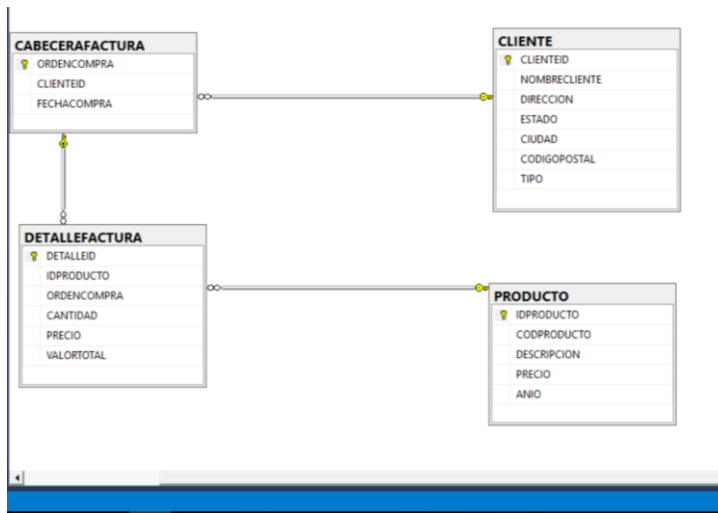 CABECERAFACTURA
ORDENCOMPRA
CLIENTEID
FECHACOMPRA
CLIENTE
CLIENTEID
NOMBRECLIENTE
DIRECCION
ESTADO
CIUDAD
CODIGOPOSTAL
TIPO
DETALLEFACTURA
DETALLEID
IDPRODUCTO
ORDENCOMPRA
CANTIDAD
PRECIO
VALORTOTAL
PRODUCTO
IDPRODUCTO
CODPRODUCTO
DESCRIPCION
PRECIO
ANIO